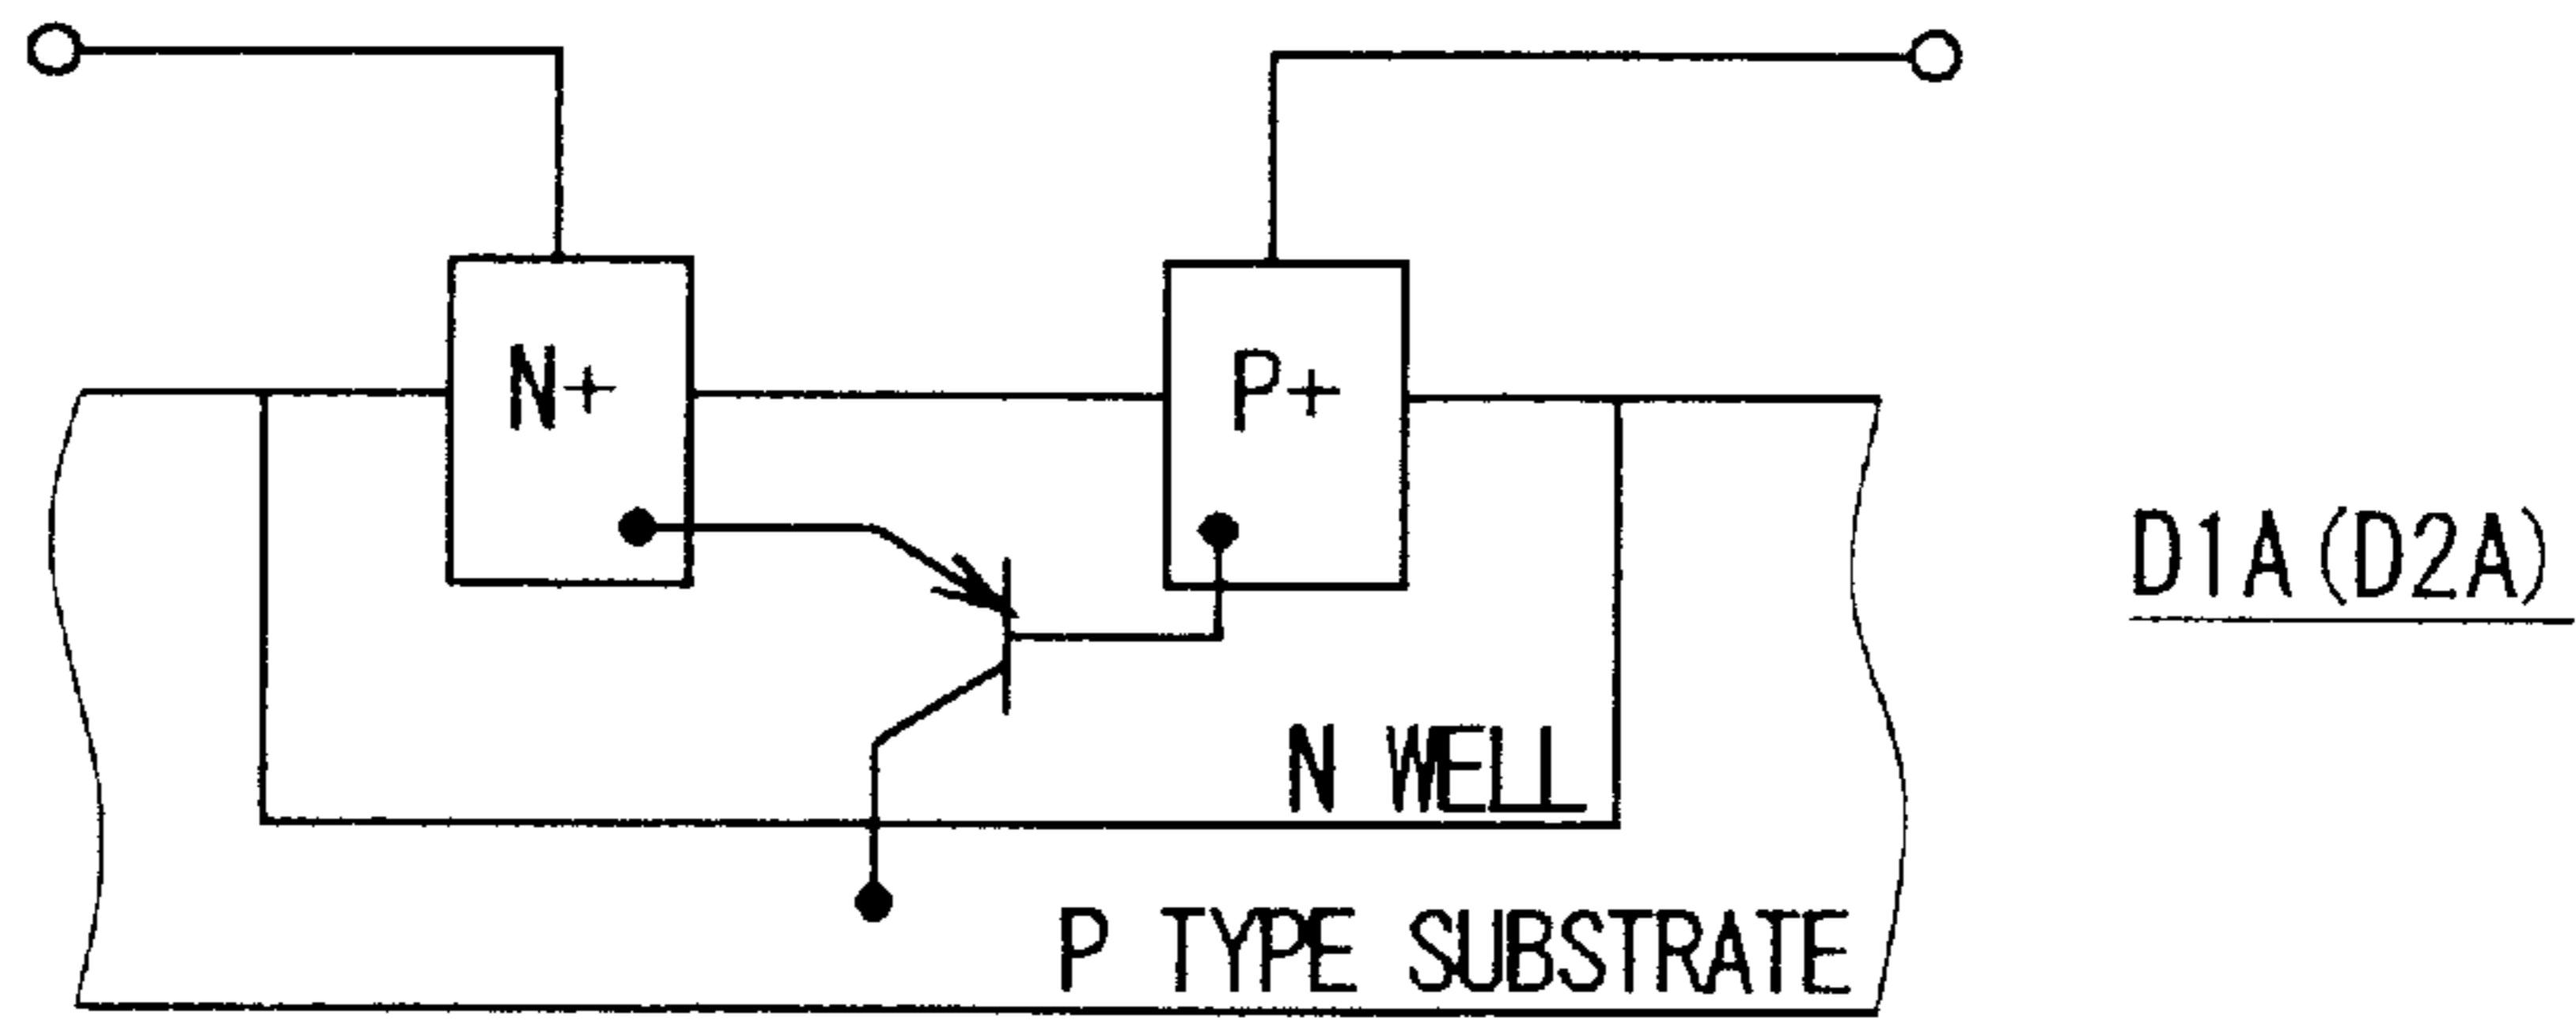 N+
P+
D1A(D2A)
N WELL
P TYPE SUBSTRATE